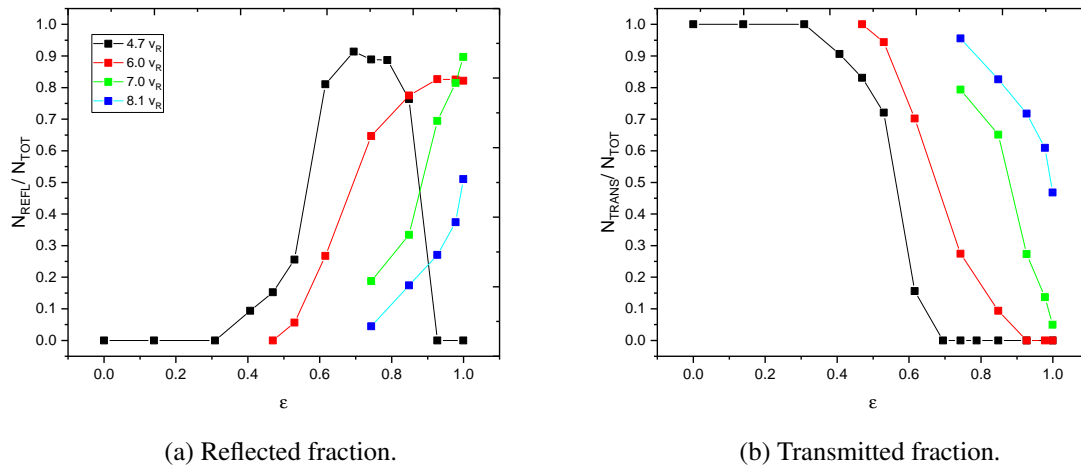 1.0
0.9
0.8
0.7
0.6
0.5
0.4
0.3
0.2
0.1
0.0
N_REFL/ N_TOT
4.7 v_R
6.0 v_R
7.0 v_R
8.1 v_R
0.0 0.2 0.4 0.6 0.8 1.0
ε
(a) Reflected fraction.
1.0
0.9
0.8
0.7
0.6
0.5
0.4
0.3
0.2
0.1
0.0
N_TRANS/ N_TOT
0.0 0.2 0.4 0.6 0.8 1.0
ε
(b) Transmitted fraction.